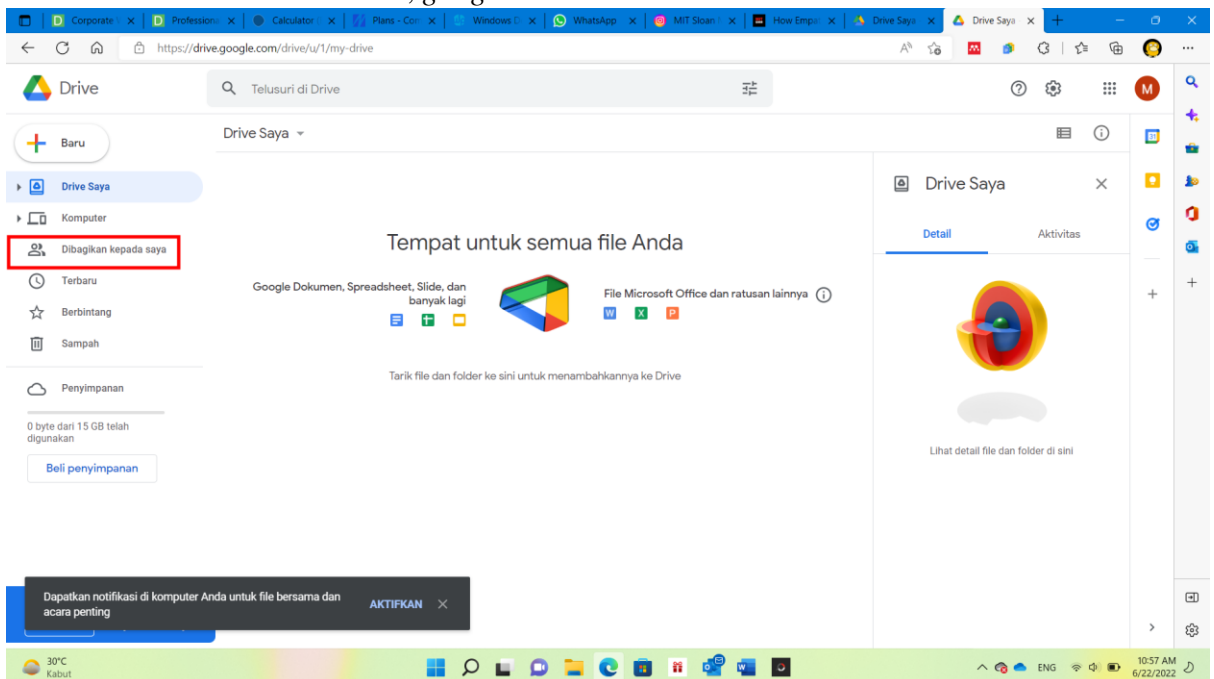 Corporate
Profession
Calculator
Plans - Con
Windows D
WhatsApp
MIT Sloan
How Empat
Drive Saya
Drive Saya
https://drive.google.com/drive/u/1/my-drive
Drive
Telusuri di Drive
M
Baru
Drive Saya
31
Drive Saya
Drive Saya
Komputer
Detail
Aktivitas
Dibagikan kepada saya
Tempat untuk semua file Anda
Terbaru
Google Dokumen, Spreadsheet, Slide, dan
banyak lagi
File Microsoft Office dan ratusan lainnya
Berbintang
W X P
Sampah
Tarik file dan folder ke sini untuk menambahkannya ke Drive
Penyimpanan
0 byte dari 15 GB telah
digunakan
Lihat detail file dan folder di sini
Beli penyimpanan
Dapatkan notifikasi di komputer Anda untuk file bersama dan
acara penting
AKTIFKAN
30°C
Kabut
ENG
10:57 AM
6/22/2022